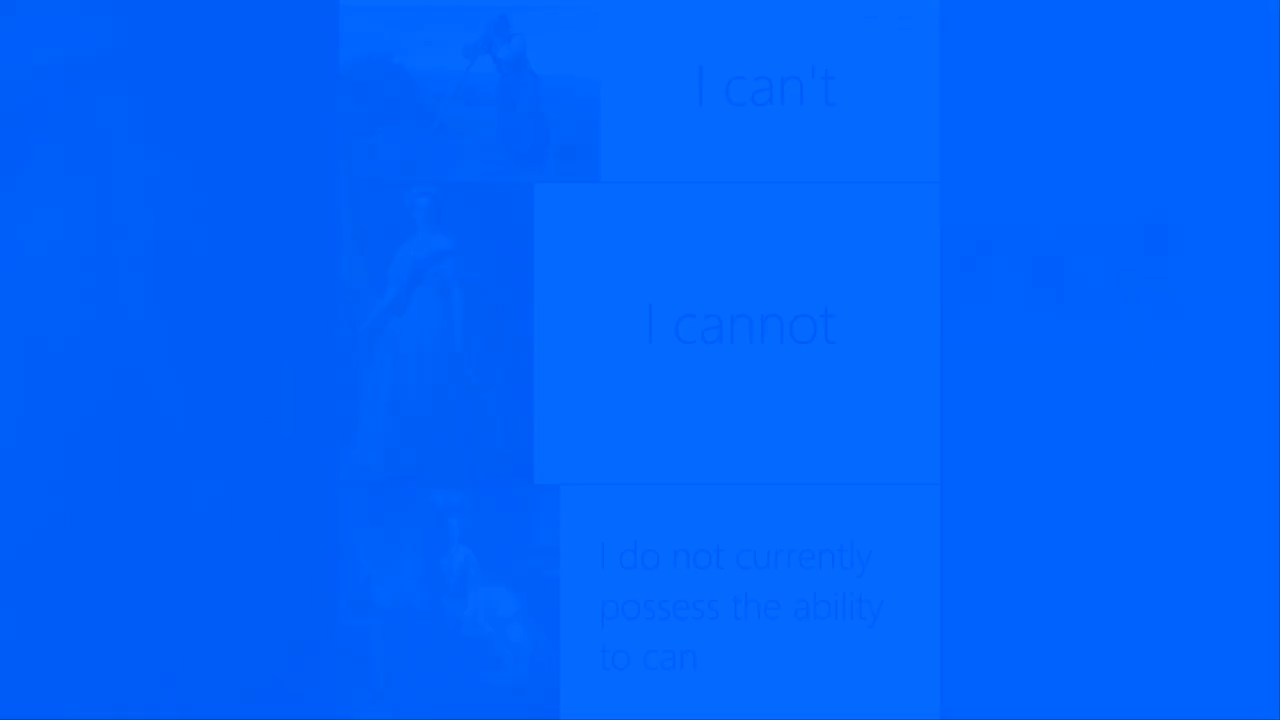 I can't
I cannot
I do not currently
possess the ability
to can